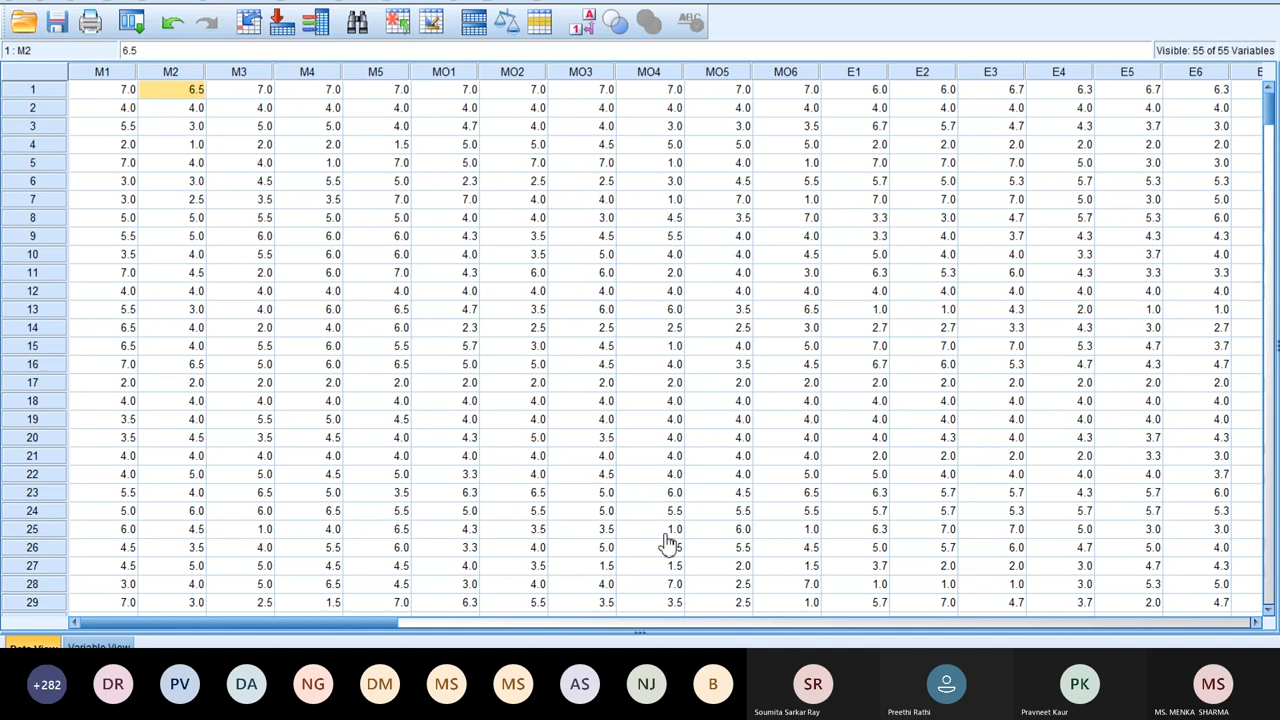 1 : M2 6.5 Visible: 55 of 55 Variables
M1 M2 M3 M4 M5 MO1 MO2 MO3 MO4 MO5 MO6 E1 E2 E3 E4 E5 E6 E
1 7.0 6.5 7.0 7.0 7.0 7.0 7.0 7.0 7.0 7.0 7.0 6.0 6.0 6.7 6.3 6.7 6.3
2 4.0 4.0 4.0 4.0 4.0 4.0 4.0 4.0 4.0 4.0 4.0 4.0 4.0 4.0 4.0 4.0 4.0
3 5.5 3.0 5.0 5.0 4.0 4.7 4.0 4.0 3.0 3.0 3.5 6.7 5.7 4.7 4.3 3.7 3.0
4 2.0 1.0 2.0 2.0 1.5 5.0 5.0 4.5 5.0 5.0 5.0 2.0 2.0 2.0 2.0 2.0 2.0
5 7.0 4.0 4.0 1.0 7.0 5.0 7.0 7.0 1.0 4.0 1.0 7.0 7.0 7.0 5.0 3.0 3.0
6 3.0 3.0 4.5 5.5 5.0 2.3 2.5 2.5 3.0 4.5 5.5 5.7 5.0 5.3 5.7 5.3 5.3
7 3.0 2.5 3.5 3.5 7.0 7.0 4.0 4.0 1.0 7.0 1.0 7.0 7.0 7.0 5.0 3.0 5.0
8 5.0 5.0 5.5 5.0 5.0 4.0 4.0 3.0 4.5 3.5 7.0 3.3 3.0 4.7 5.7 5.3 6.0
9 5.5 5.0 6.0 6.0 6.0 4.3 3.5 4.5 5.5 4.0 4.0 3.3 4.0 3.7 4.3 4.3 4.3
10 3.5 4.0 5.5 6.0 6.0 4.0 3.5 5.0 4.0 4.0 4.5 5.0 4.0 4.0 3.3 3.7 4.0
11 7.0 4.5 2.0 6.0 7.0 4.3 6.0 6.0 2.0 4.0 3.0 6.3 5.3 6.0 4.3 3.3 3.3
12 4.0 4.0 4.0 4.0 4.0 4.0 4.0 4.0 4.0 4.0 4.0 4.0 4.0 4.0 4.0 4.0 4.0
13 5.5 3.0 4.0 6.0 6.5 4.7 3.5 6.0 6.0 3.5 6.5 1.0 1.0 4.3 2.0 1.0 1.0
14 6.5 4.0 2.0 4.0 6.0 2.3 2.5 2.5 2.5 2.5 3.0 2.7 2.7 3.3 4.3 3.0 2.7
15 4.0 4.0 5.5 6.0 5.5 5.7 3.0 4.5 1.0 4.0 5.0 7.0 7.0 7.0 5.3 4.7 3.7
16 7.0 6.5 5.0 6.0 5.5 5.0 5.0 4.5 4.0 3.5 4.5 6.7 6.0 5.3 4.7 4.3 4.7
17 2.0 2.0 2.0 2.0 2.0 2.0 2.0 2.0 2.0 2.0 2.0 2.0 2.0 2.0 2.0 2.0 2.0
18 4.0 4.0 4.0 4.0 4.0 4.0 4.0 4.0 4.0 4.0 4.0 4.0 4.0 4.0 4.0 4.0 4.0
19 3.5 4.0 5.5 5.0 4.5 4.0 4.0 4.0 4.0 4.0 4.0 4.0 4.0 4.0 4.0 4.0 4.0
20 3.5 4.5 3.5 4.5 4.0 4.3 5.0 3.5 4.0 4.0 4.0 4.0 4.3 4.0 4.3 3.7 4.3
21 4.0 4.0 4.0 4.0 4.0 4.0 4.0 4.0 4.0 4.0 4.0 2.0 2.0 2.0 2.0 3.3 3.0
22 4.0 5.0 5.0 4.5 5.0 3.3 4.0 4.5 4.0 4.0 5.0 5.0 4.0 4.0 4.0 4.0 3.7
23 5.5 4.0 6.5 5.0 3.5 6.3 6.5 5.0 6.0 4.5 6.5 6.3 5.7 5.7 4.3 5.7 6.0
24 5.0 6.0 6.0 6.5 5.5 5.0 5.5 5.0 5.5 5.5 5.5 5.7 5.3 5.7 5.3 5.7 5.3
25 6.0 4.5 1.0 4.0 6.5 4.3 3.5 3.5 1.0 6.0 1.0 6.3 7.0 7.0 5.0 3.0 3.0
26 4.5 3.5 4.0 5.5 6.0 3.3 4.0 5.0 5.5 4.5 5.0 5.7 6.0 4.7 5.0 4.0
27 4.5 5.0 5.0 4.5 4.5 4.0 3.5 1.5 1.5 2.0 1.5 3.7 2.0 2.0 3.0 4.7 4.3
28 3.0 4.0 5.0 6.5 4.5 3.0 4.0 4.0 7.0 2.5 7.0 1.0 1.0 1.0 3.0 5.3 5.0
29 7.0 3.0 2.5 1.5 7.0 6.3 5.5 3.5 3.5 2.5 1.0 5.7 7.0 4.7 3.7 2.0 4.7
Data View Variable View
+282 DR PV DA NG DM MS MS AS NJ B SR PK MS
Soumita Sarkar Ray Preethi Rathi Pravneet Kaur MS. MENKA SHARMA